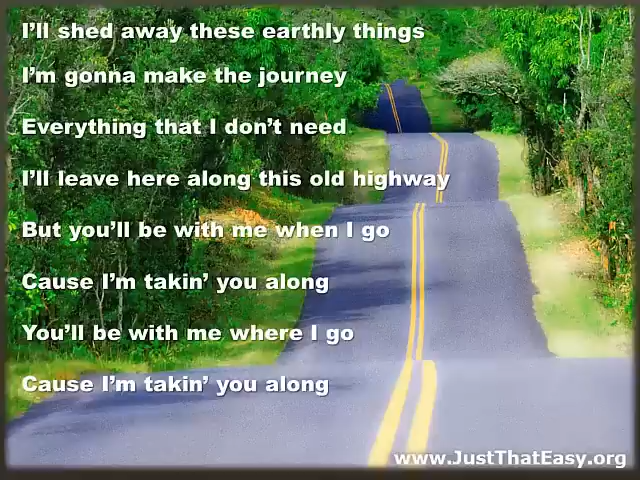 I’ll shed away these earthly things
I’m gonna make the journey
Everything that I don’t need
I’ll leave here along this old highway
But you’ll be with me when I go
Cause I’m takin’ you along
You’ll be with me where I go
Cause I’m takin’ you along
www.JustThatEasy.org